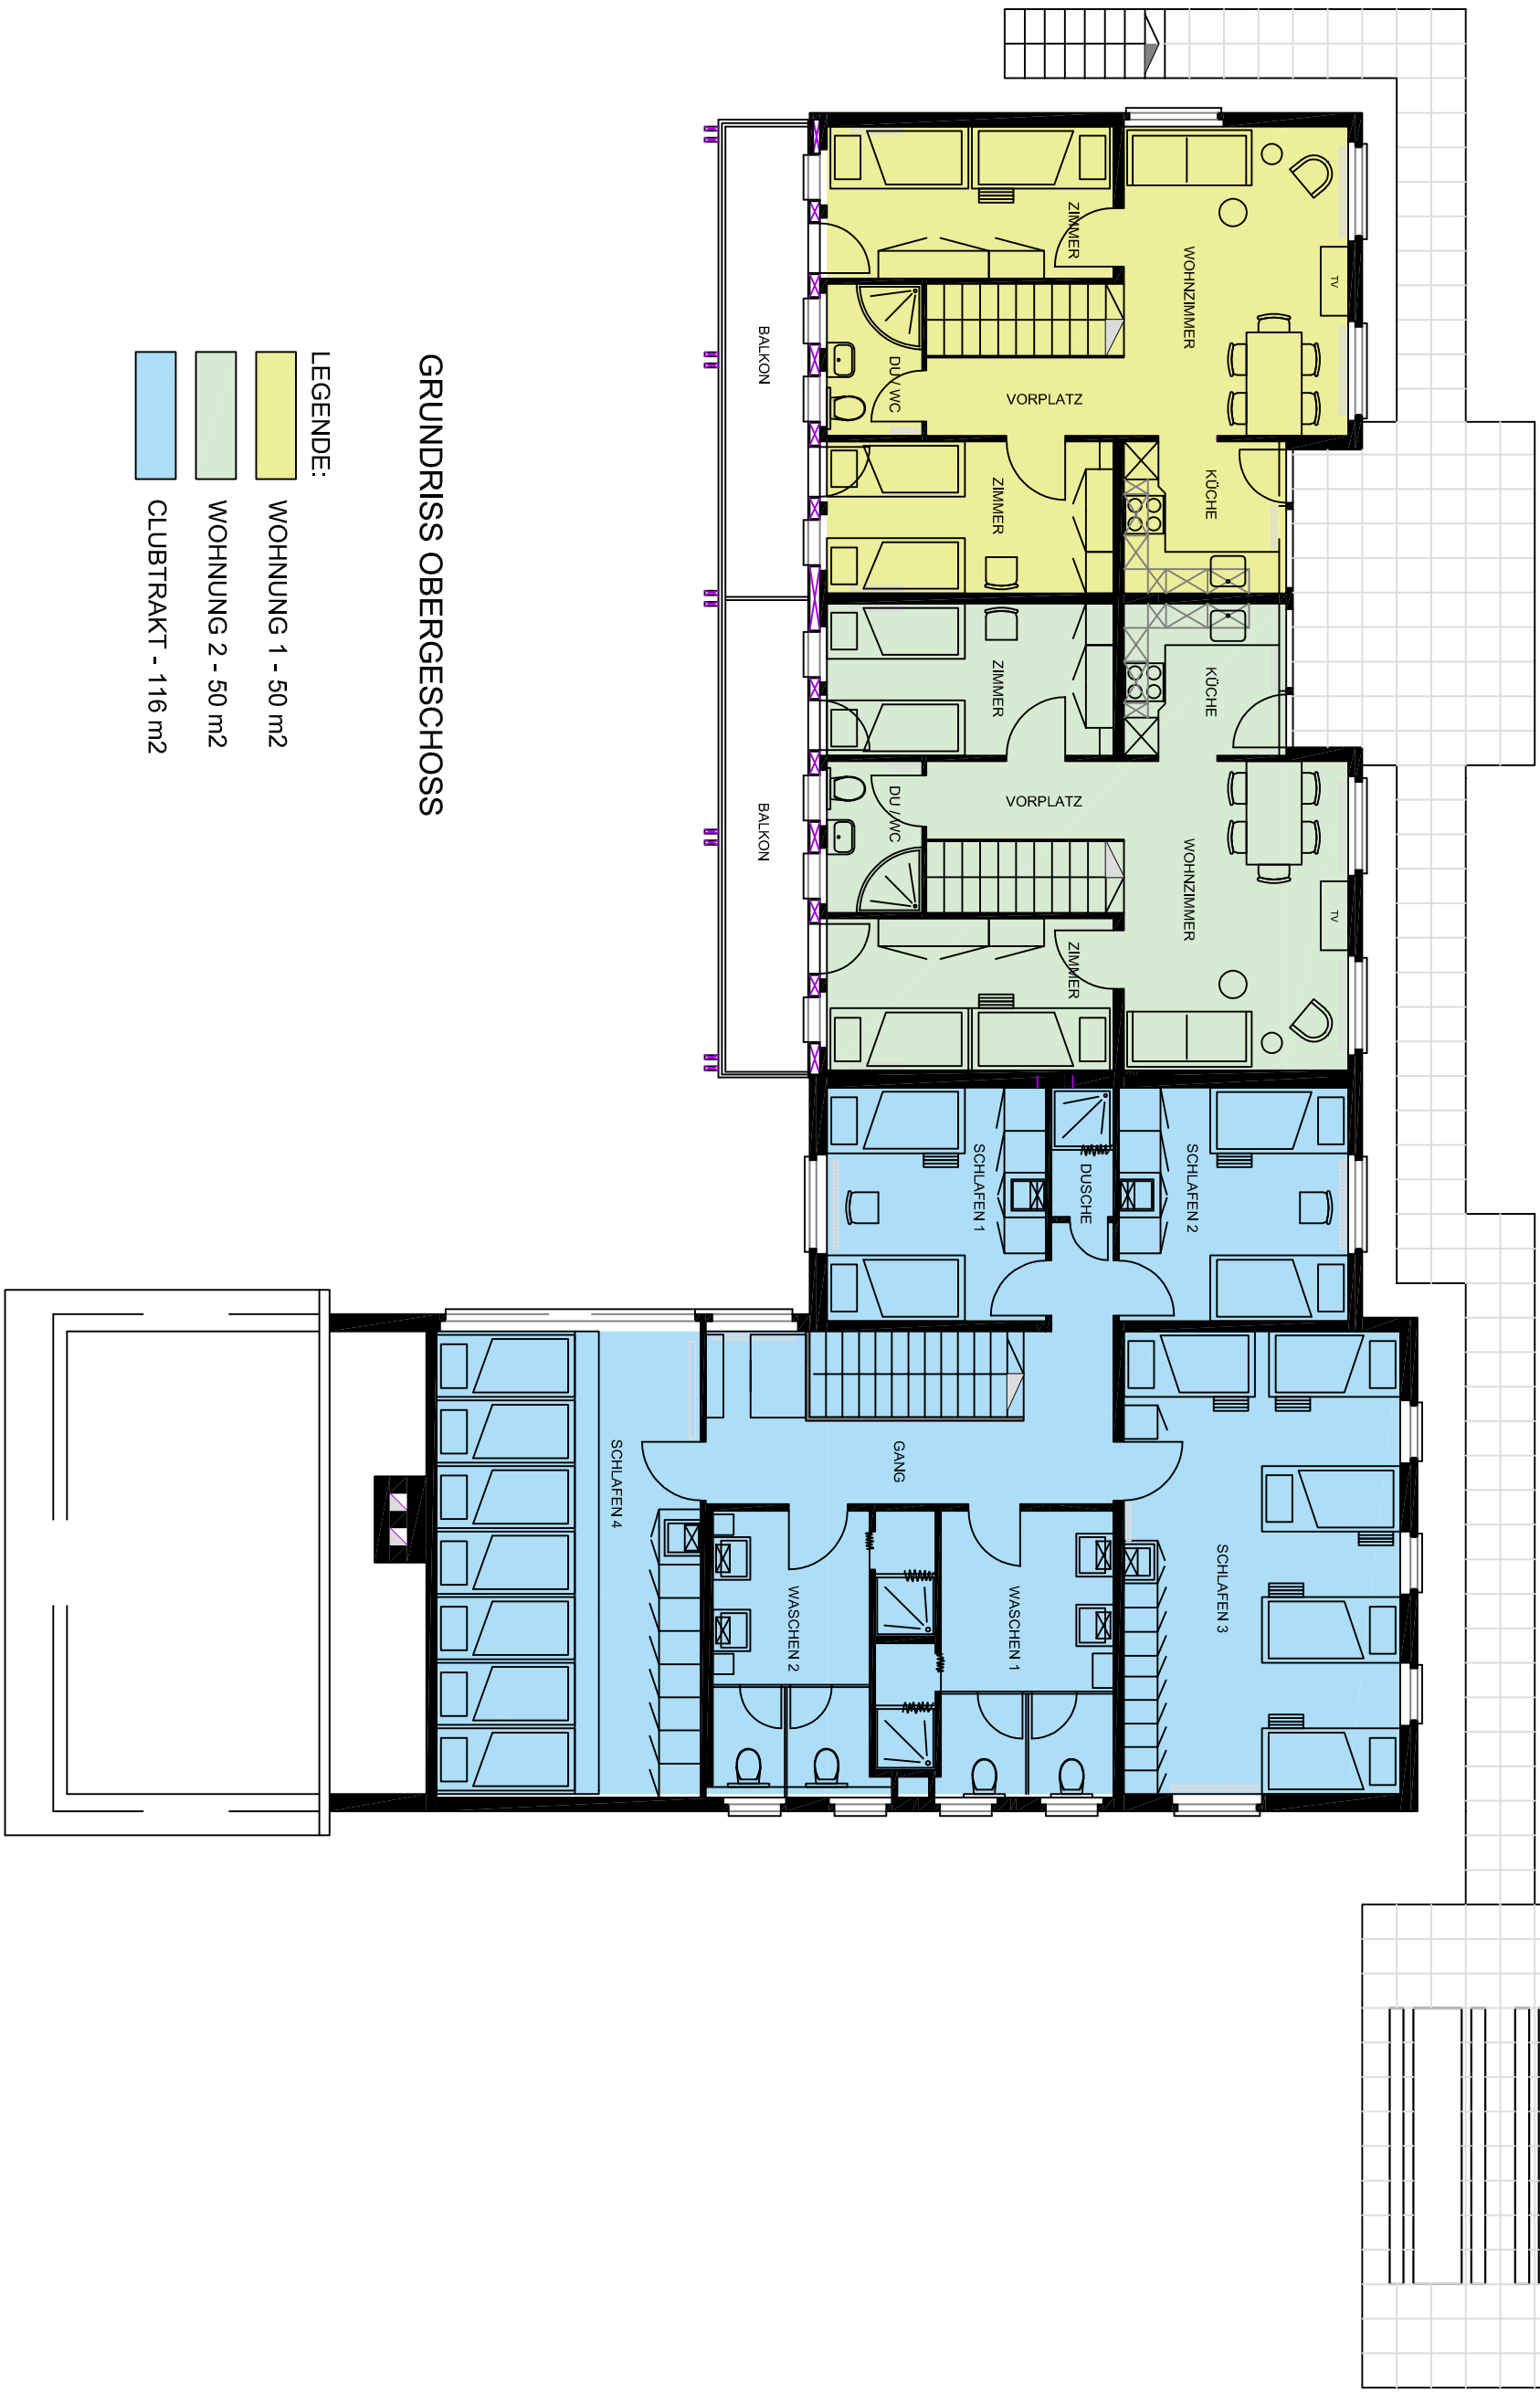 WOHNZIMMER
TV
ZIMMER
VORPLATZ
DU / WC
KÜCHE
ZIMMER
BALKON
KÜCHE
ZIMMER
VORPLATZ
DU / WC
WOHNZIMMER
TV
ZIMMER
BALKON
SCHLAFEN 2
DUSCHE
SCHLAFEN 1
SCHLAFEN 3
GANG
WASCHEN 1
WASCHEN 2
SCHLAFEN 4
GRUNDRISS OBERGESCHOSS
LEGENDE:
WOHNUNG 1 - 50 m2
WOHNUNG 2 - 50 m2
CLUBTRAKT - 116 m2